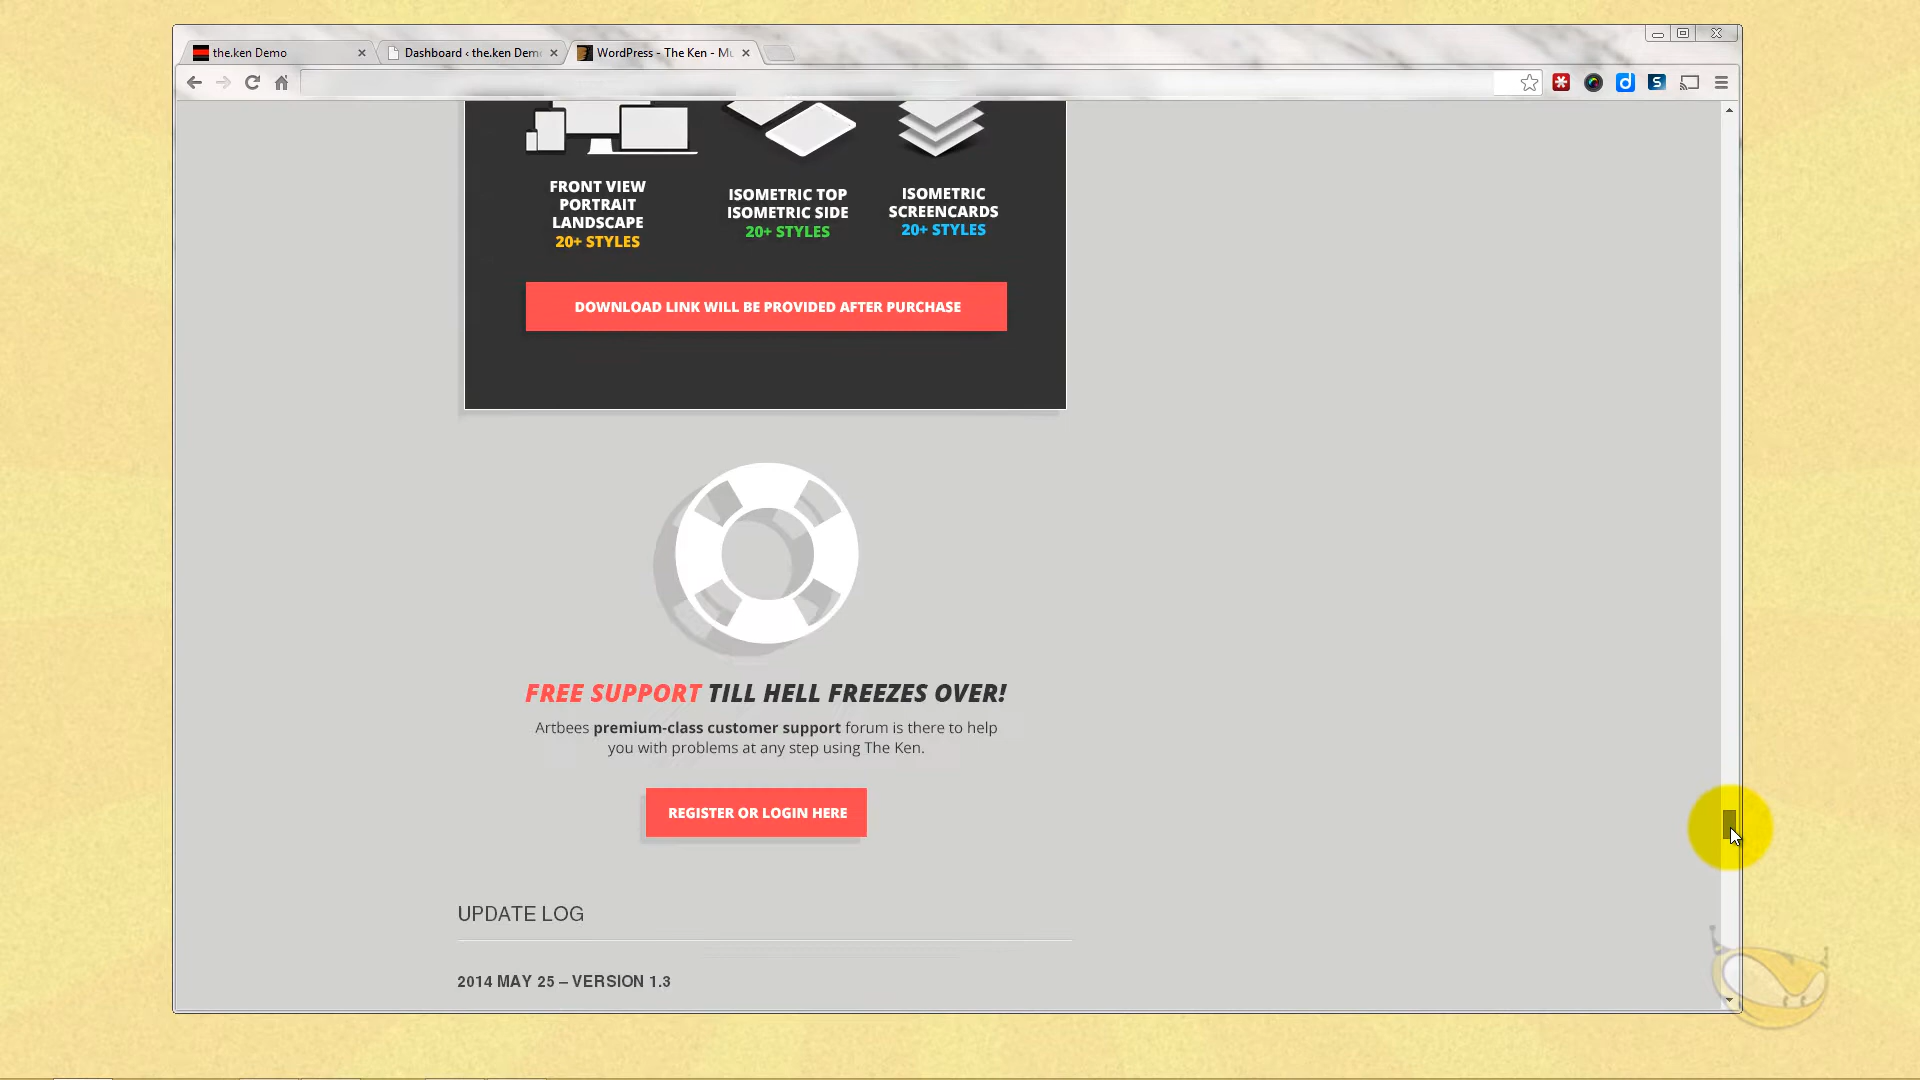 the.ken Demo
Dashboard ‹ the.ken Dem
WordPress - The Ken - Mu
FRONT VIEW
PORTRAIT
LANDSCAPE
20+ STYLES
ISOMETRIC TOP
ISOMETRIC SIDE
20+ STYLES
ISOMETRIC
SCREENCARDS
20+ STYLES
DOWNLOAD LINK WILL BE PROVIDED AFTER PURCHASE
FREE SUPPORT TILL HELL FREEZES OVER!
Artbees premium-class customer support forum is there to help
you with problems at any step using The Ken.
REGISTER OR LOGIN HERE
UPDATE LOG
2014 MAY 25 – VERSION 1.3